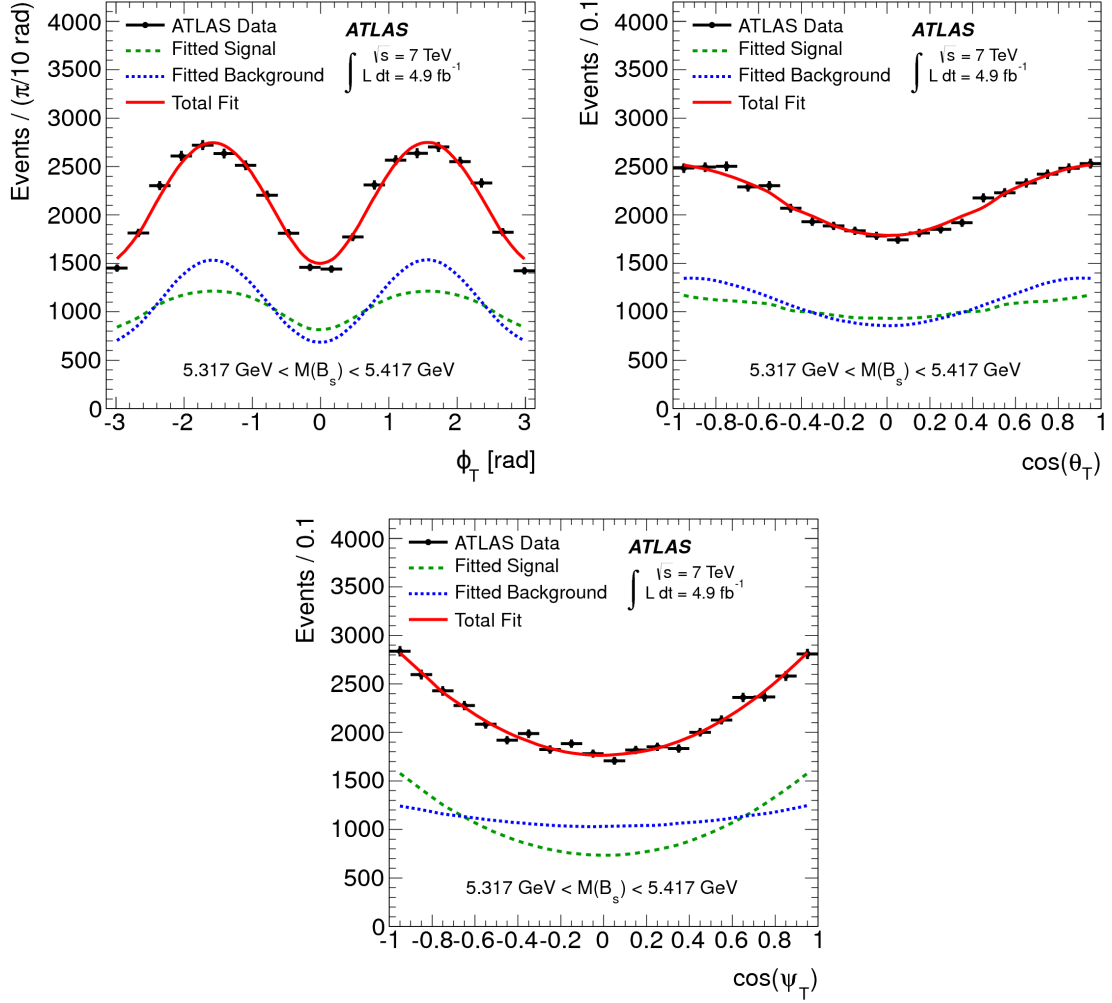 Events / (π/10 rad)
4000
3500
3000
2500
2000
1500
1000
500
0
ATLAS Data
Fitted Signal
Fitted Background
Total Fit
ATLAS
∫ √s = 7 TeV
L dt = 4.9 fb⁻¹
5.317 GeV < M(B_s) < 5.417 GeV
-3 -2 -1 0 1 2 3
ϕ_T [rad]
Events / 0.1
4000
3500
3000
2500
2000
1500
1000
500
0
ATLAS Data
Fitted Signal
Fitted Background
Total Fit
ATLAS
∫ √s = 7 TeV
L dt = 4.9 fb⁻¹
5.317 GeV < M(B_s) < 5.417 GeV
-1 -0.8 -0.6 -0.4 -0.2 0 0.2 0.4 0.6 0.8 1
cos(θ_T)
Events / 0.1
4000
3500
3000
2500
2000
1500
1000
500
0
ATLAS Data
Fitted Signal
Fitted Background
Total Fit
ATLAS
∫ √s = 7 TeV
L dt = 4.9 fb⁻¹
5.317 GeV < M(B_s) < 5.417 GeV
-1 -0.8 -0.6 -0.4 -0.2 0 0.2 0.4 0.6 0.8 1
cos(ψ_T)